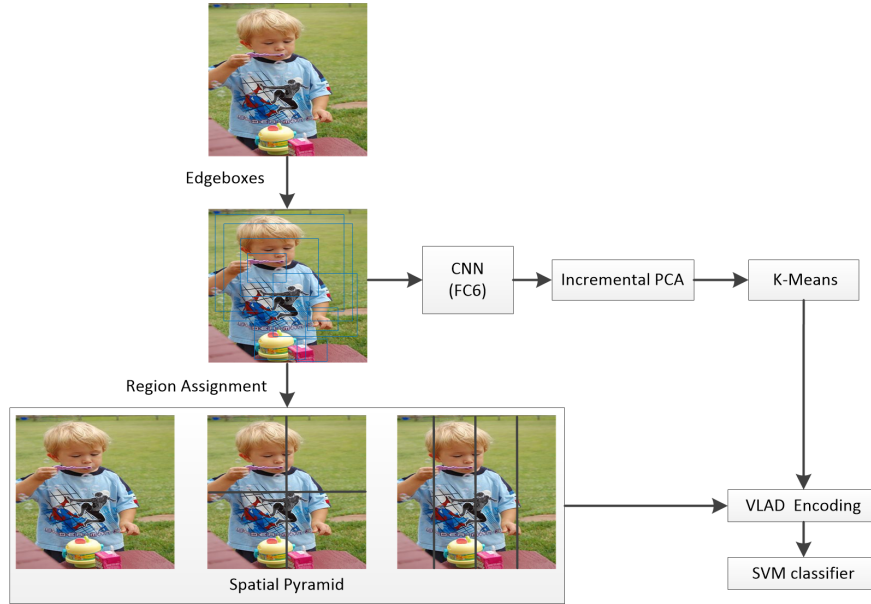 Edgeboxes
CNN
(FC6)
Incremental PCA
K-Means
Region Assignment
VLAD Encoding
Spatial Pyramid
SVM classifier